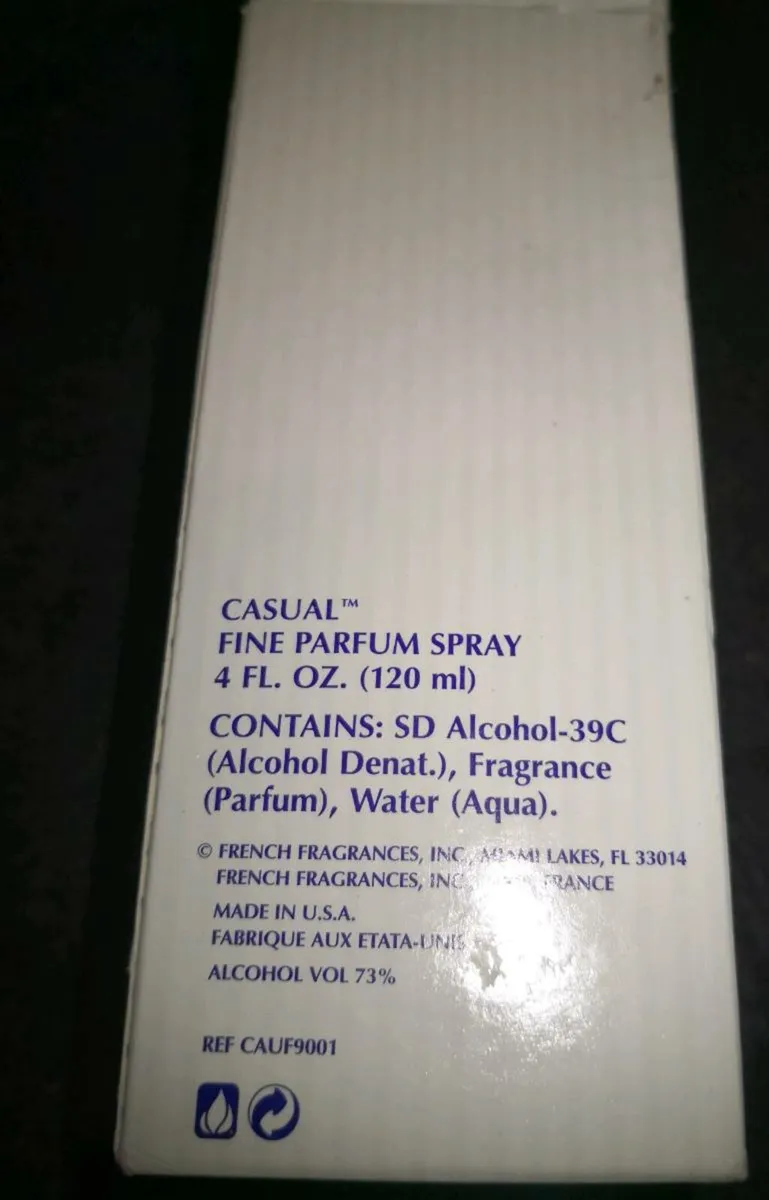 CASUAL™
FINE PARFUM SPRAY
4 FL. OZ. (120 ml)
CONTAINS: SD Alcohol-39C
(Alcohol Denat.), Fragrance
(Parfum), Water (Aqua).
© FRENCH FRAGRANCES, INC., MIAMI LAKES, FL 33014
FRENCH FRAGRANCES, INC. FRANCE
MADE IN U.S.A.
FABRIQUE AUX ETATA-UNIS
ALCOHOL VOL 73%
REF CAUF9001